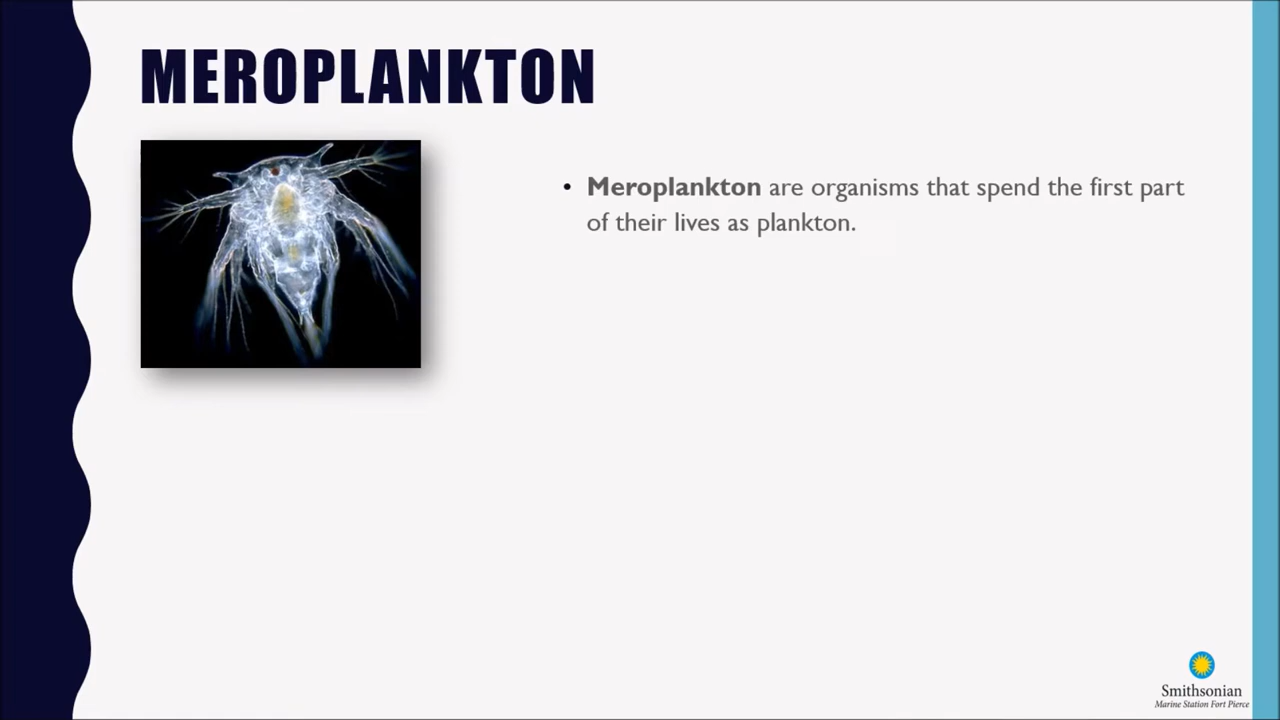 MEROPLANKTON
• Meroplankton are organisms that spend the first part
of their lives as plankton.
Smithsonian
Marine Station Fort Pierce